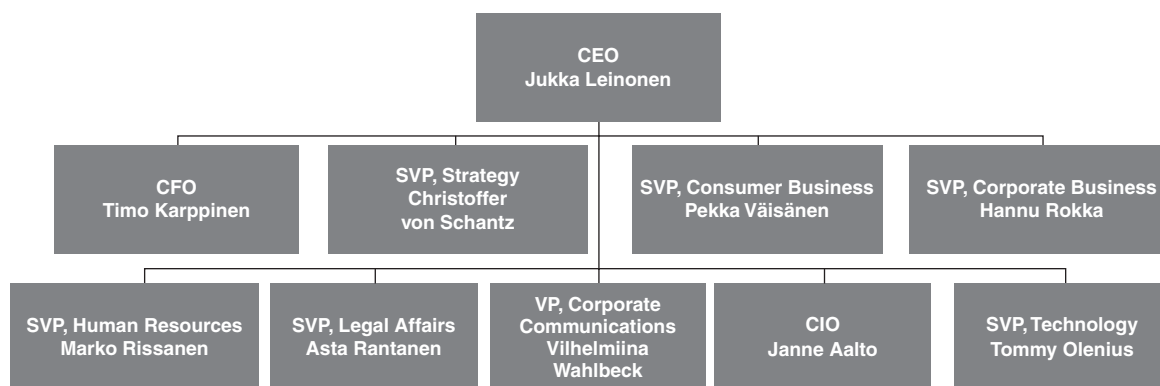 CEO
Jukka Leinonen
CFO
Timo Karppinen
SVP, Strategy
Christoffer
von Schantz
SVP, Consumer Business
Pekka Väisänen
SVP, Corporate Business
Hannu Rokka
SVP, Human Resources
Marko Rissanen
SVP, Legal Affairs
Asta Rantanen
VP, Corporate
Communications
Vilhelmiina
Wahlbeck
CIO
Janne Aalto
SVP, Technology
Tommy Olenius